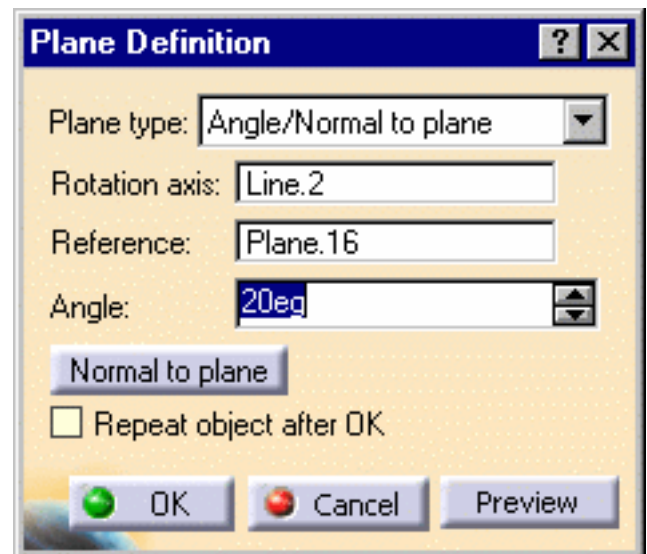 Plane Definition
Plane type: Angle/Normal to plane
Rotation axis: Line.2
Reference: Plane.16
Angle: 20eg
Normal to plane
Repeat object after OK
OK Cancel Preview